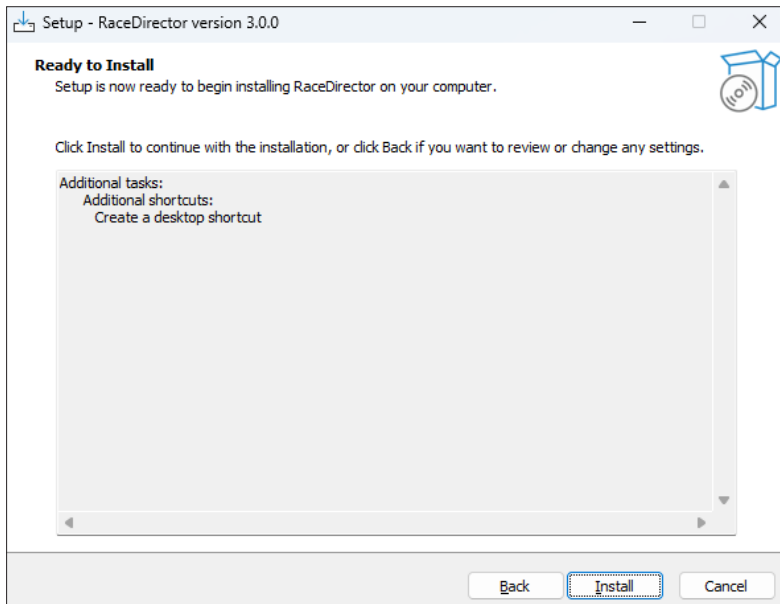 Setup - RaceDirector version 3.0.0
Ready to Install
Setup is now ready to begin installing RaceDirector on your computer.
Click Install to continue with the installation, or click Back if you want to review or change any settings.
Additional tasks:
Additional shortcuts:
Create a desktop shortcut
Back
Install
Cancel